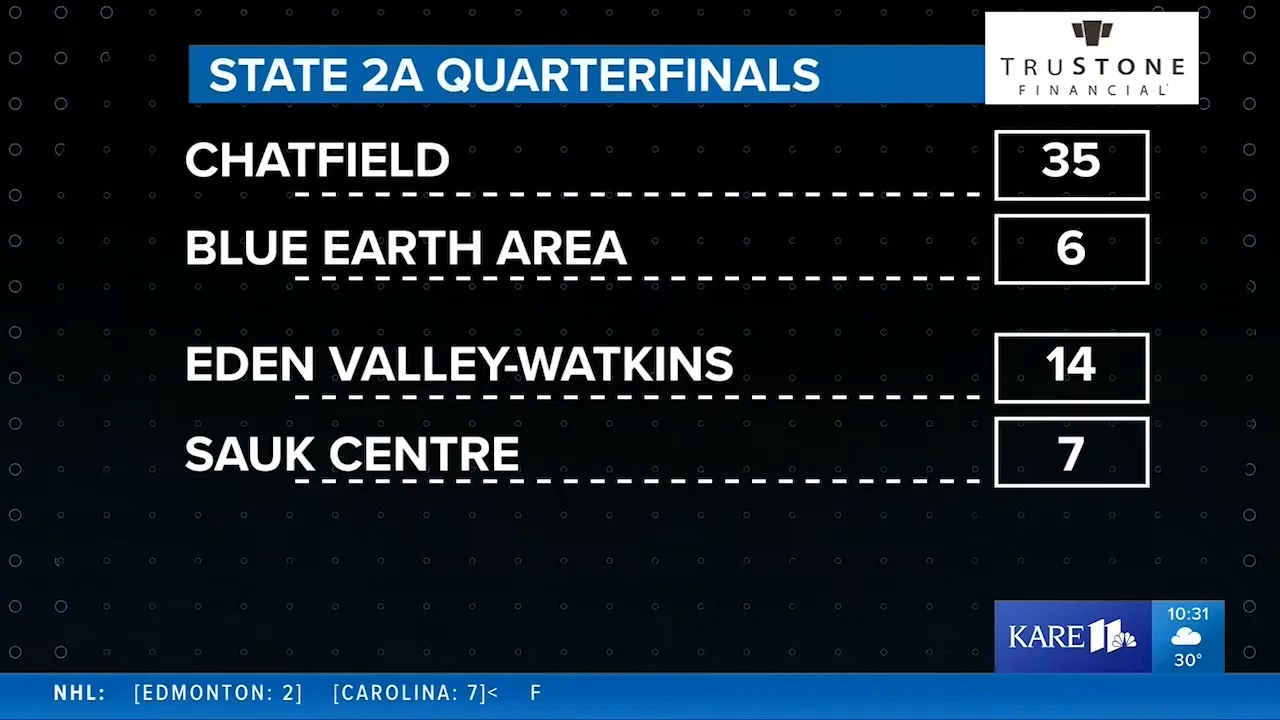 STATE 2A QUARTERFINALS
TRUSTONE
FINANCIAL
CHATFIELD 35
BLUE EARTH AREA 6
EDEN VALLEY-WATKINS 14
SAUK CENTRE 7
KARE 11
10:31
30°
NHL: [EDMONTON: 2] [CAROLINA: 7]< F